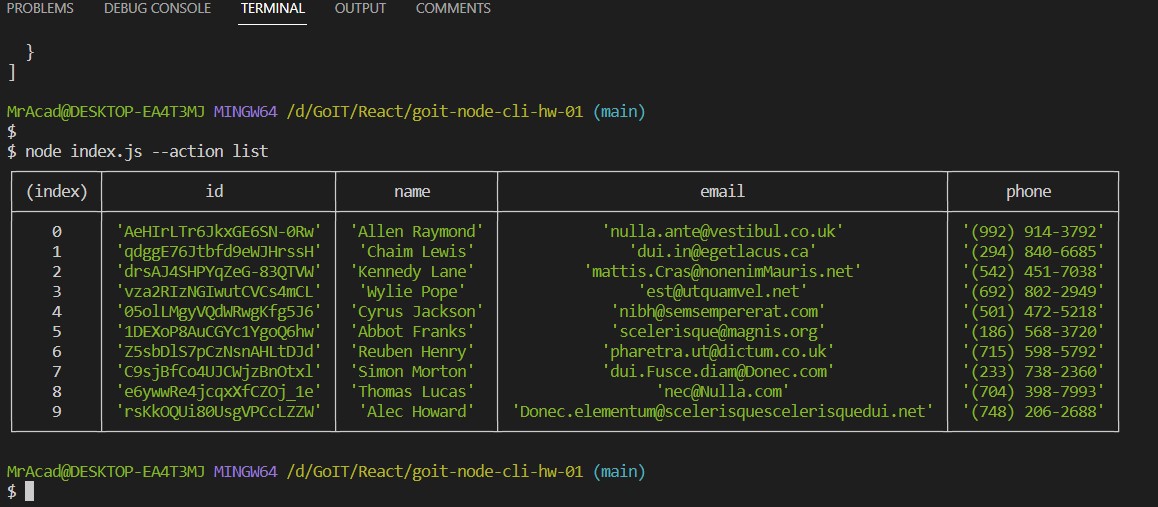 PROBLEMS DEBUG CONSOLE TERMINAL OUTPUT COMMENTS
}
]
MrAcad@DESKTOP-EA4T3MJ MINGW64 /d/GoIT/React/goit-node-cli-hw-01 (main)
$
$ node index.js --action list
(index) id name email phone
0 'AeHIrLTr6JkxGE6SN-0Rw' 'Allen Raymond' 'nulla.ante@vestibul.co.uk' '(992) 914-3792'
1 'qdggE76Jtbfd9eWJHrssH' 'Chaim Lewis' 'dui.in@egetlacus.ca' '(294) 840-6685'
2 'drsAJ4SHPYqZeG-83QTVW' 'Kennedy Lane' 'mattis.Cras@nonenimMauris.net' '(542) 451-7038'
3 'vza2RIzNGIwutCVCs4mCL' 'Wylie Pope' 'est@utquamvel.net' '(692) 802-2949'
4 '05olLMgyVQdWRwgKfg5J6' 'Cyrus Jackson' 'nibh@semsempererat.com' '(501) 472-5218'
5 '1DEXoP8AuCGYc1YgoQ6hw' 'Abbot Franks' 'scelerisque@magnis.org' '(186) 568-3720'
6 'Z5sbDlS7pCzNsnAHLtDJd' 'Reuben Henry' 'pharetra.ut@dictum.co.uk' '(715) 598-5792'
7 'C9sjBfCo4UJCWjzBnOtxl' 'Simon Morton' 'dui.Fusce.diam@Donec.com' '(233) 738-2360'
8 'e6ywwRe4jcqxXfCZOj_1e' 'Thomas Lucas' 'nec@Nulla.com' '(704) 398-7993'
9 'rsKkOQUi80UsgVPCcLZZW' 'Alec Howard' 'Donec.elementum@scelerisquescelerisquedui.net' '(748) 206-2688'
MrAcad@DESKTOP-EA4T3MJ MINGW64 /d/GoIT/React/goit-node-cli-hw-01 (main)
$